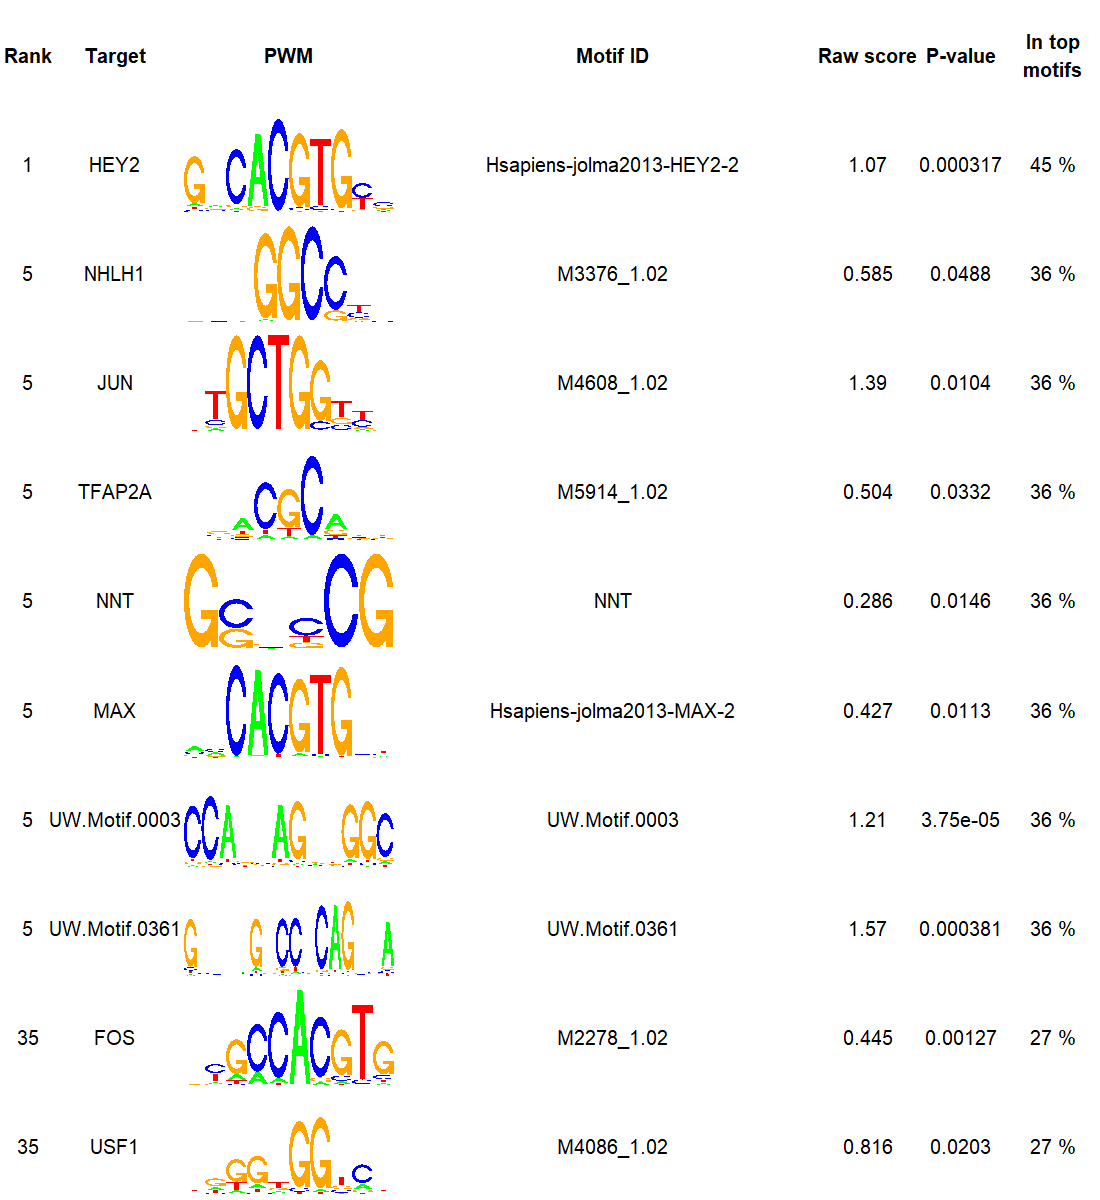 Rank Target PWM Motif ID Raw score P-value In top motifs
1 HEY2 Hsapiens-jolma2013-HEY2-2 1.07 0.000317 45 %
5 NHLH1 M3376_1.02 0.585 0.0488 36 %
5 JUN M4608_1.02 1.39 0.0104 36 %
5 TFAP2A M5914_1.02 0.504 0.0332 36 %
5 NNT NNT 0.286 0.0146 36 %
5 MAX Hsapiens-jolma2013-MAX-2 0.427 0.0113 36 %
5 UW.Motif.0003 UW.Motif.0003 1.21 3.75e-05 36 %
5 UW.Motif.0361 UW.Motif.0361 1.57 0.000381 36 %
35 FOS M2278_1.02 0.445 0.00127 27 %
35 USF1 M4086_1.02 0.816 0.0203 27 %